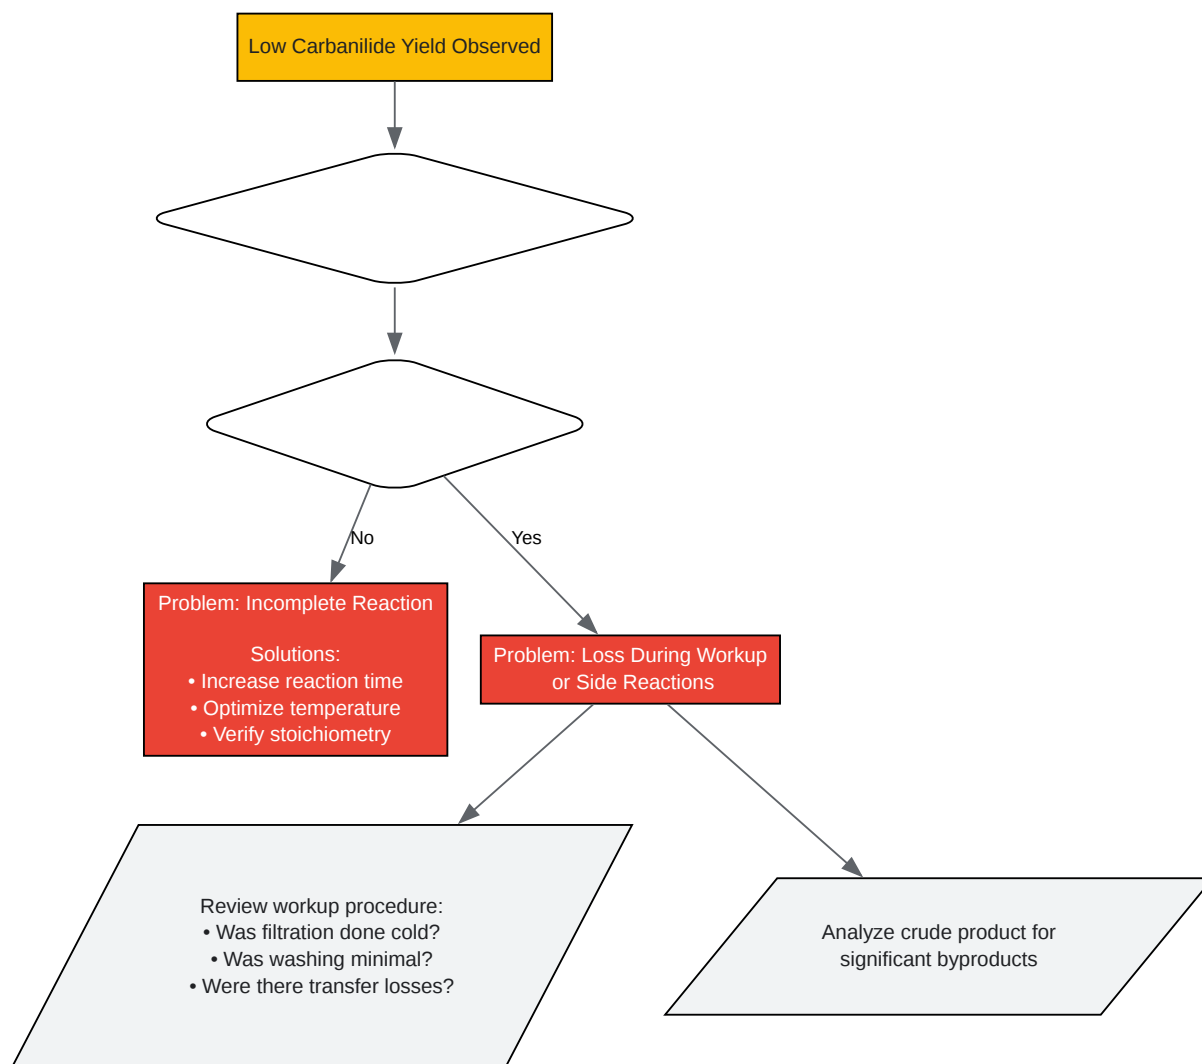 Low Carbanilide Yield Observed
No
Yes
Problem: Incomplete Reaction
Solutions:
• Increase reaction time
• Optimize temperature
• Verify stoichiometry
Problem: Loss During Workup
or Side Reactions
Review workup procedure:
• Was filtration done cold?
• Was washing minimal?
• Were there transfer losses?
Analyze crude product for
significant byproducts